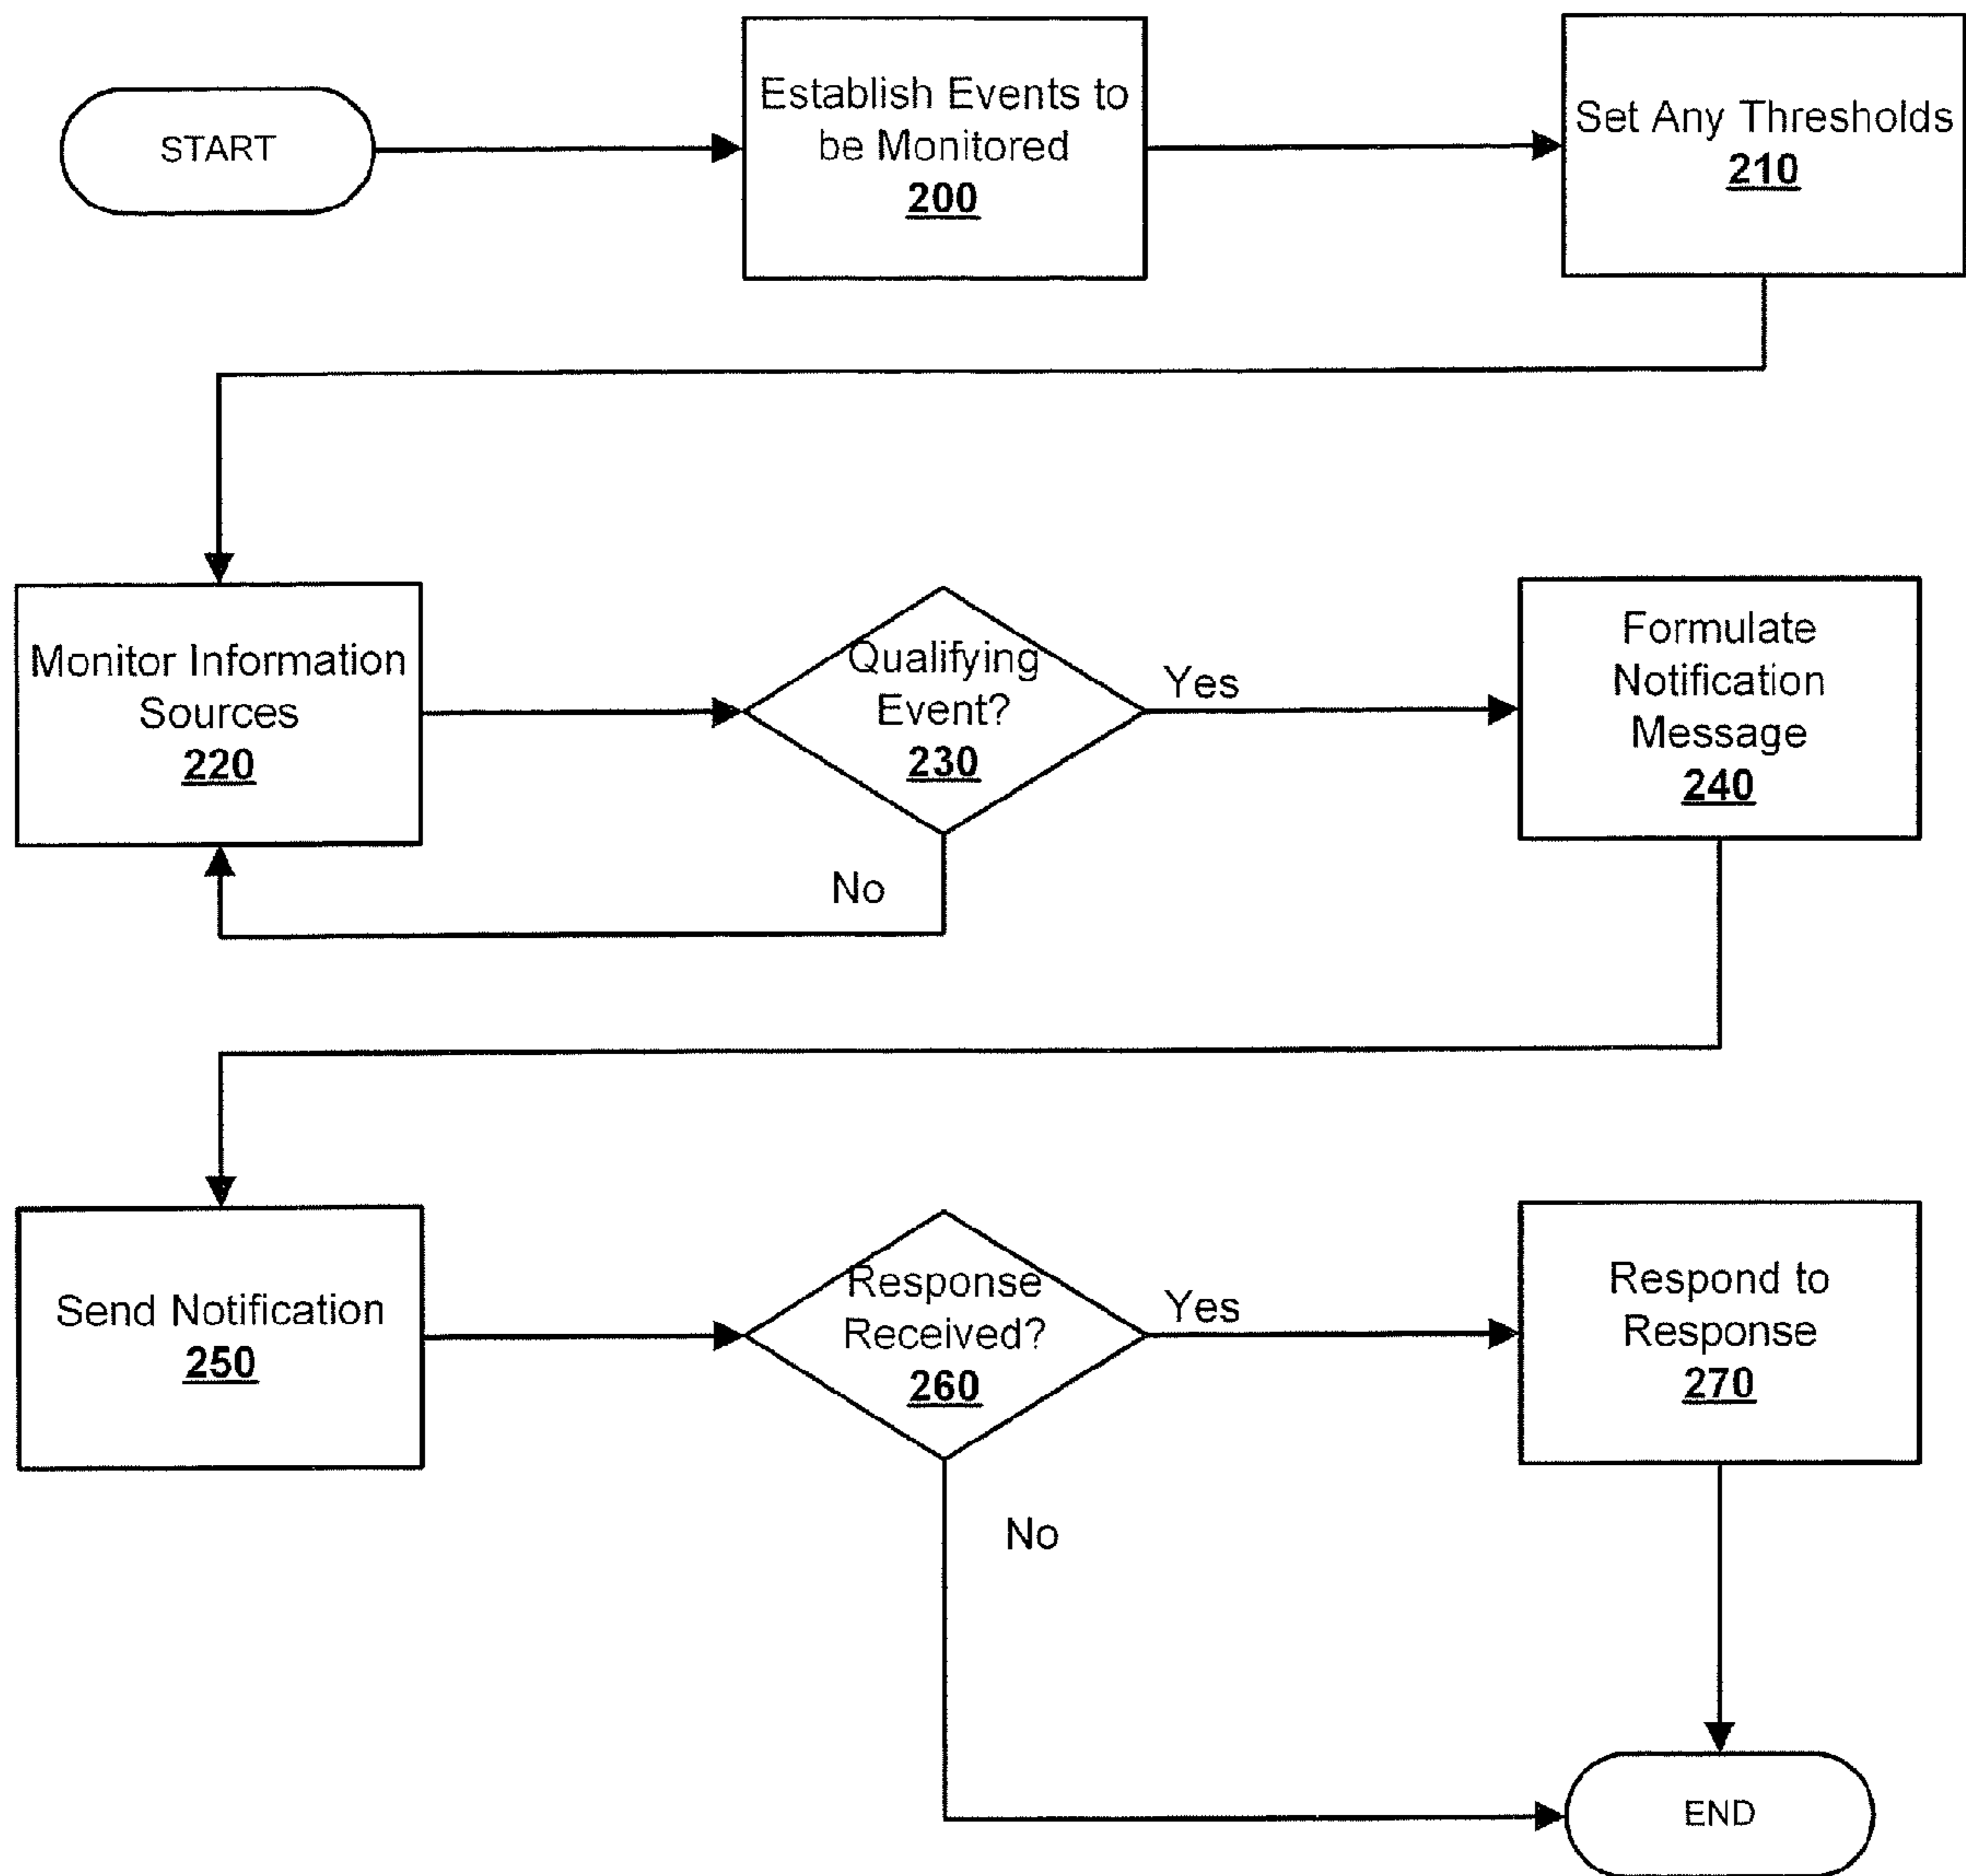 START
Establish Events to
be Monitored
200
Set Any Thresholds
210
Monitor Information
Sources
220
Qualifying
Event?
230
Yes
No
Formulate
Notification
Message
240
Send Notification
250
Response
Received?
260
Yes
No
Respond to
Response
270
END